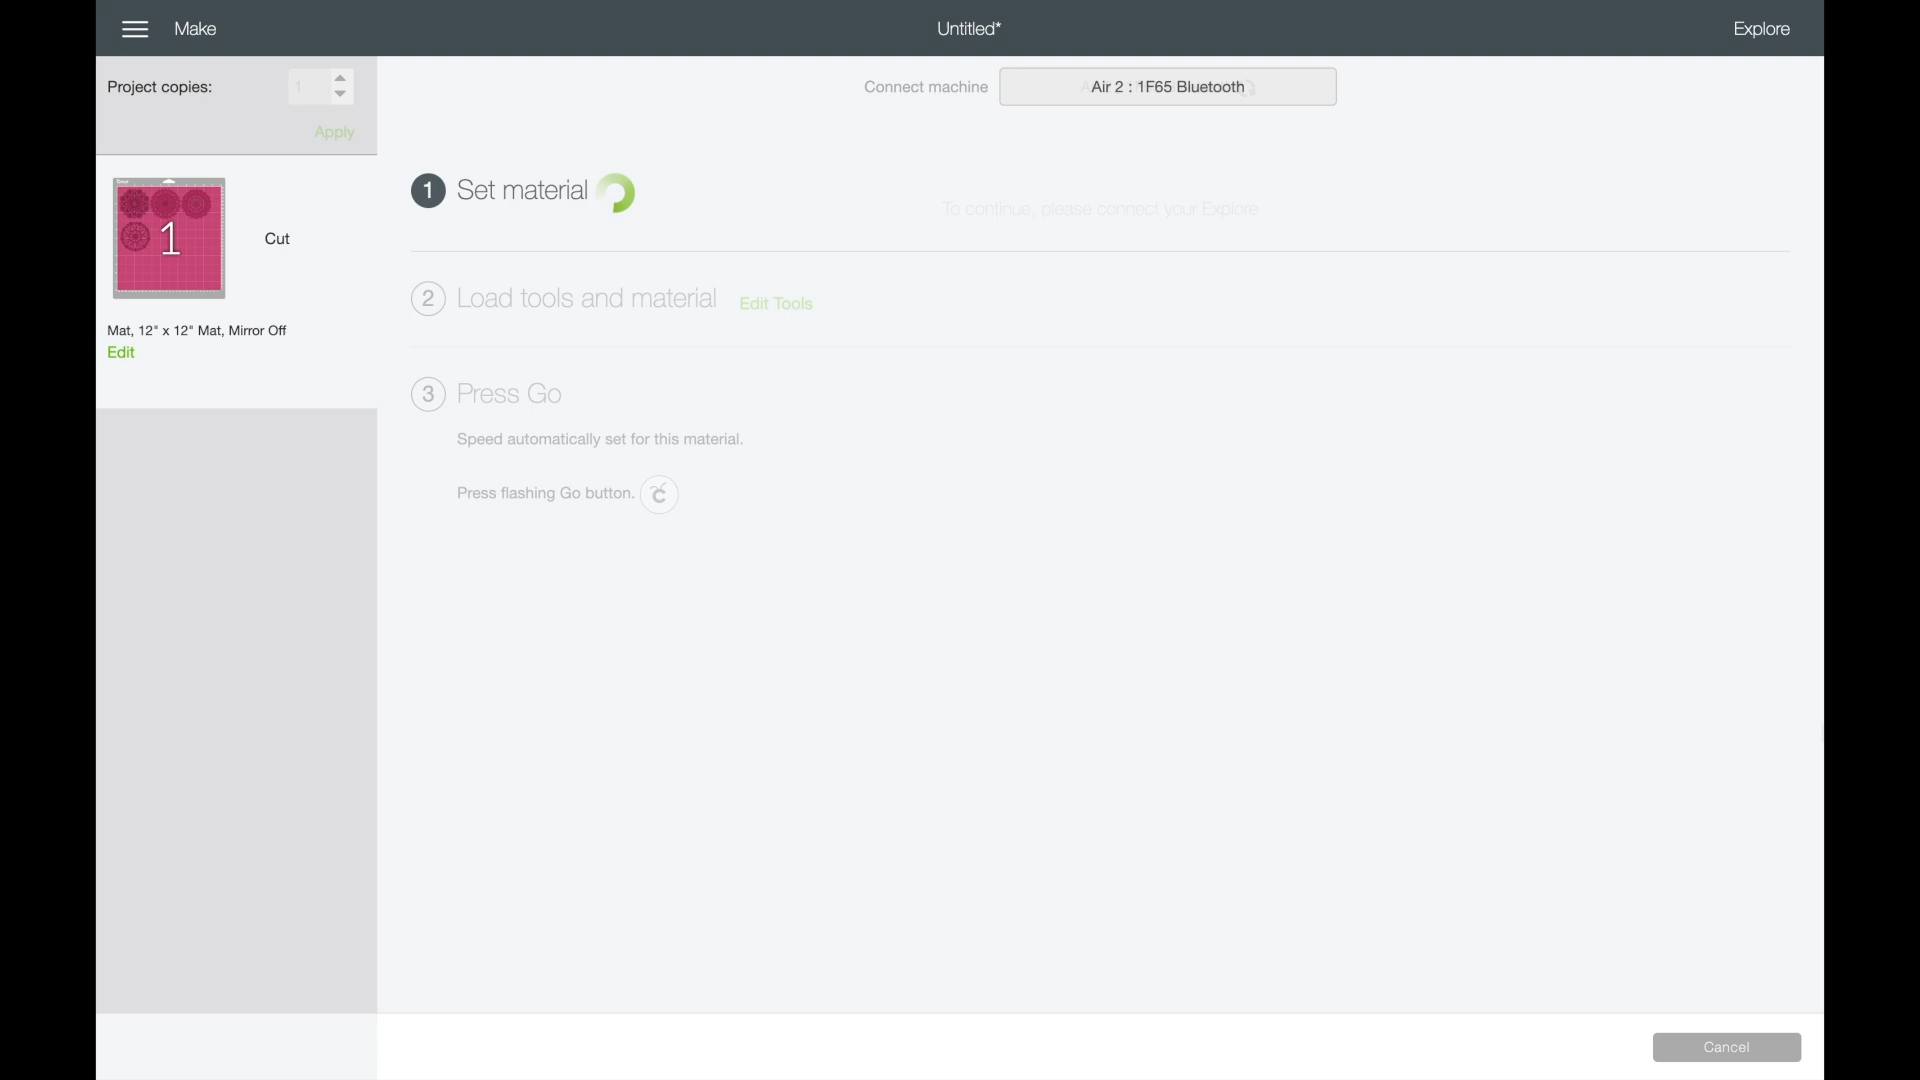 Make
Untitled*
Explore
Project copies:
1
Apply
Connect machine
Air 2 : 1F65 Bluetooth
1
Cut
Mat, 12" x 12" Mat, Mirror Off
Edit
1 Set material
To continue, please connect your Explore
2 Load tools and material
Edit Tools
3 Press Go
Speed automatically set for this material.
Press flashing Go button.
Cancel